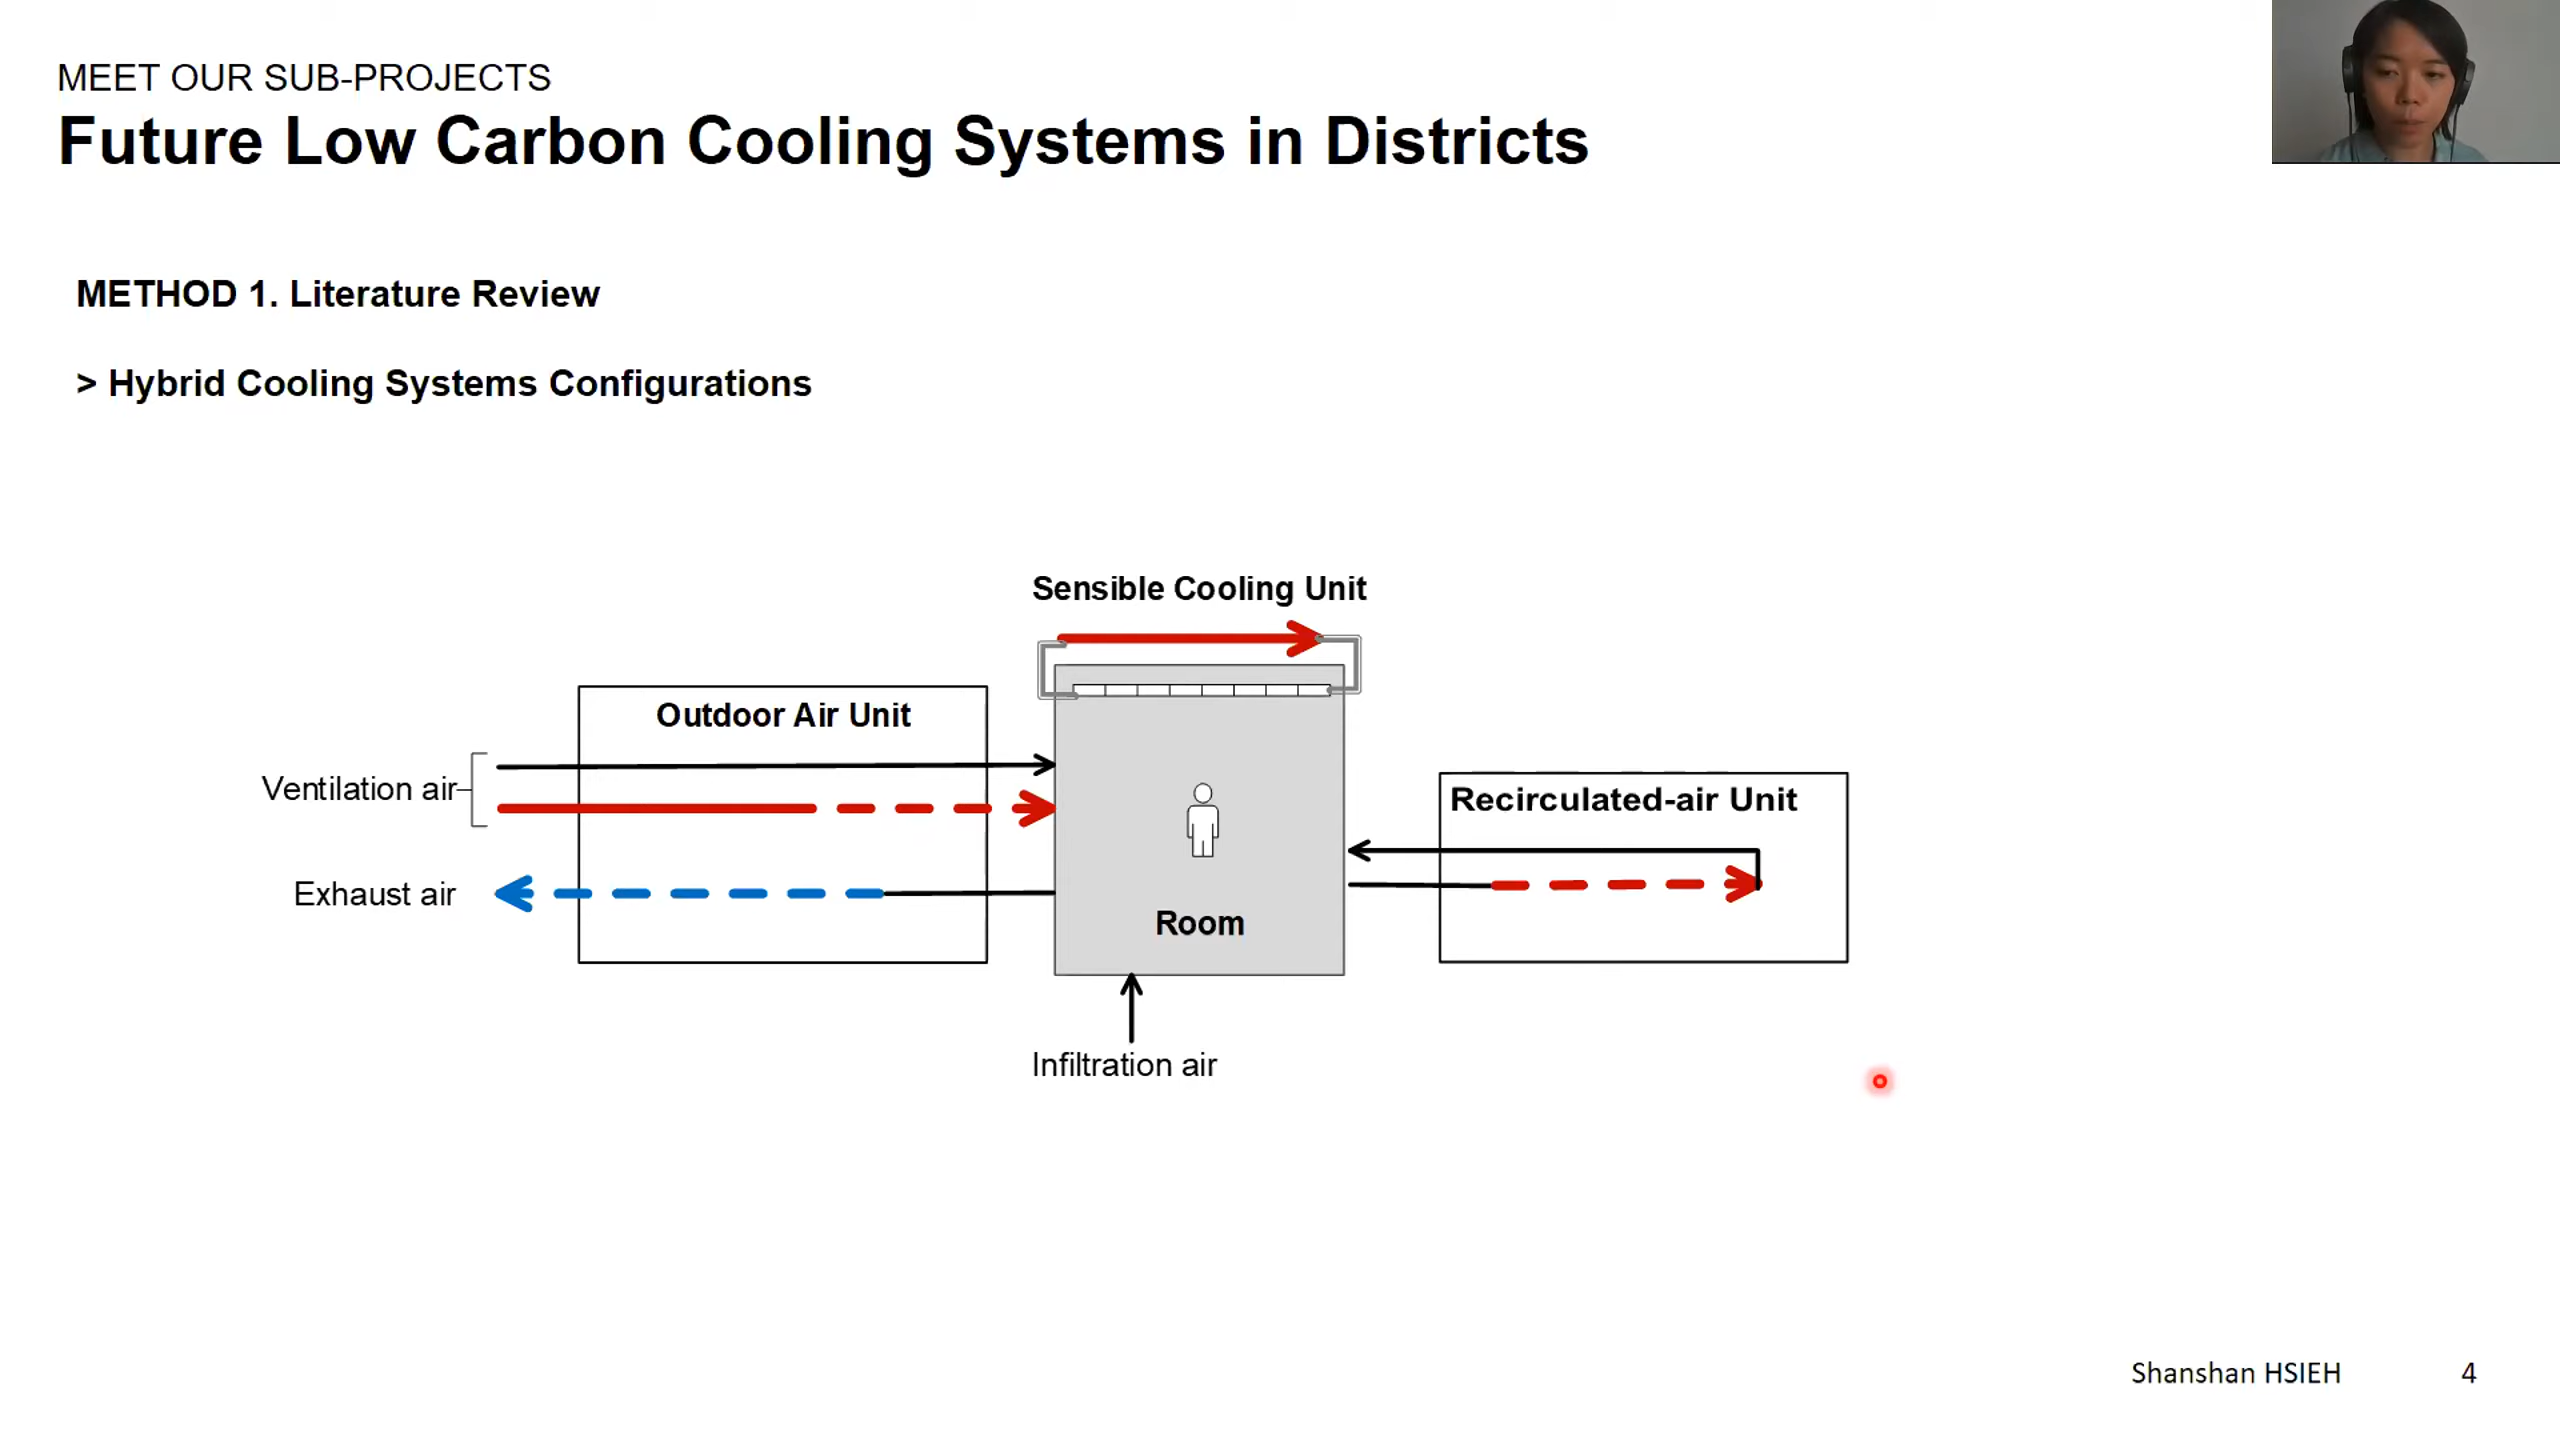 MEET OUR SUB-PROJECTS
Future Low Carbon Cooling Systems in Districts
METHOD 1. Literature Review
> Hybrid Cooling Systems Configurations
Sensible Cooling Unit
Outdoor Air Unit
Ventilation air
Recirculated-air Unit
Exhaust air
Room
Infiltration air
Shanshan HSIEH 4